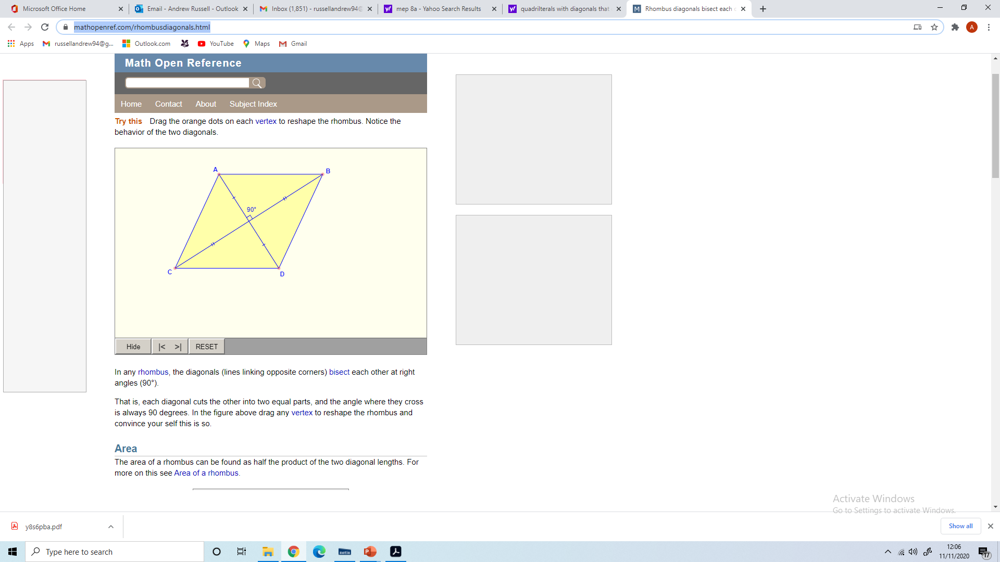 Microsoft Office Home
Email - Andrew Russell - Outlook
Inbox (1,851) - russellandrew94@
mep 8a - Yahoo Search Results
quadrilterals with diagonals that
Rhombus diagonals bisect each
mathopenref.com/rhombusdiagonals.html
A
Apps
russellandrew94@g...
Outlook.com
YouTube
Maps
Gmail
Math Open Reference
Home Contact About Subject Index
Try this Drag the orange dots on each vertex to reshape the rhombus. Notice the
behavior of the two diagonals.
A
B
90°
C
D
Hide |< >| RESET
In any rhombus, the diagonals (lines linking opposite corners) bisect each other at right
angles (90°).
That is, each diagonal cuts the other into two equal parts, and the angle where they cross
is always 90 degrees. In the figure above drag any vertex to reshape the rhombus and
convince your self this is so.
Area
The area of a rhombus can be found as half the product of the two diagonal lengths. For
more on this see Area of a rhombus.
Activate Windows
Go to Settings to activate Windows.
y8s6pba.pdf
Show all
Type here to search
12:06
11/11/2020
17